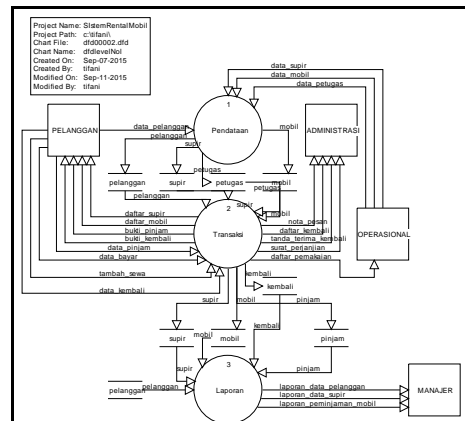 Project Name: SIstemRentalMobil
Project Path: c:\tifani\
Chart File: dfd00002.dfd
Chart Name: dfdlevelNol
Created On: Sep-07-2015
Created By: tifani
Modified On: Sep-11-2015
Modified By: tifani
data_supir
data_mobil
data_petugas
1
Pendataan
PELANGGAN
ADMINISTRASI
data_pelanggan
pelanggan
supir
mobil
petugas
pelanggan
supir
petugas
mobil
pelanggan
petugas
supir
mobil
2
Transaksi
daftar_supir
daftar_mobil
bukti_pinjam
bukti_kembali
data_pinjam
data_bayar
tambah_sewa
data_kembali
nota_pesan
daftar_kembali
tanda_terima_kembali
surat_perjanjian
daftar_pemakaian
OPERASIONAL
kembali
kembali
supir
mobil
pinjam
kembali
supir
mobil
mobil
pinjam
3
Laporan
supir
pinjam
pelanggan
pelanggan
laporan_data_pelanggan
laporan_data_supir
laporan_peminjaman_mobil
MANAJER